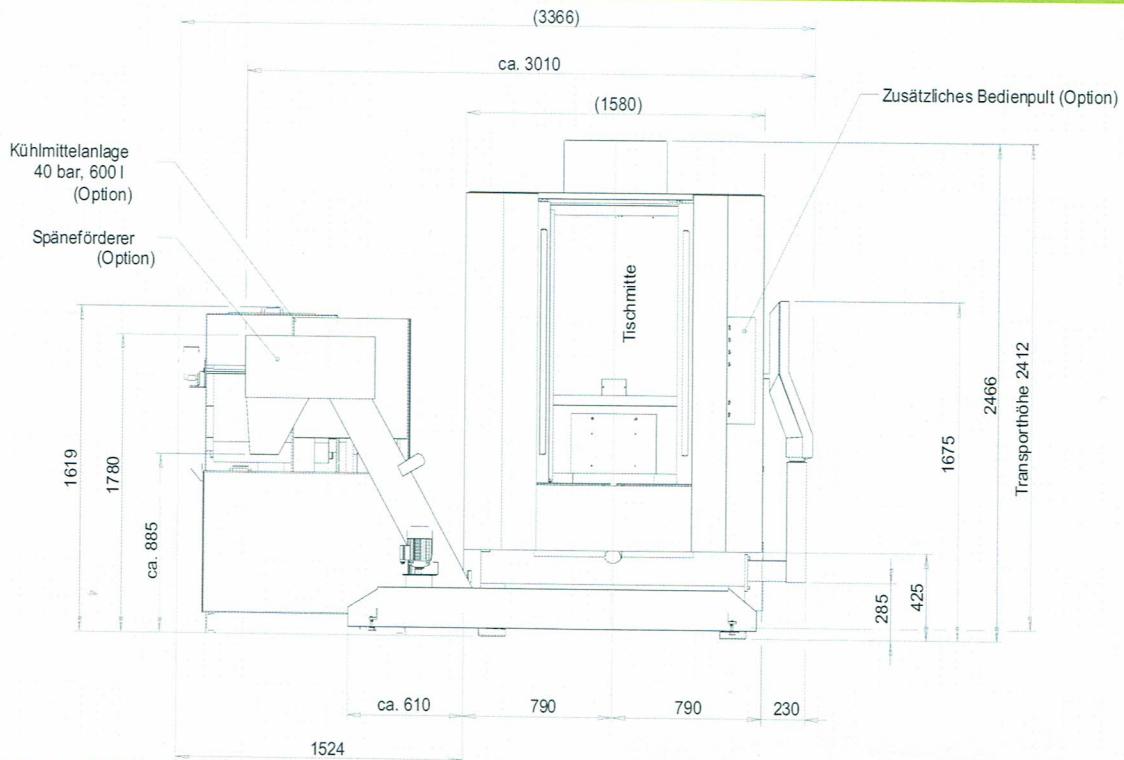 (3366)
ca. 3010
(1580)
Zusätzliches Bedienpult (Option)
Kühlmittelanlage
40 bar, 600 l
(Option)
Späneförderer
(Option)
Tischmitte
1619
1780
ca. 885
1675
2466
Transporthöhe 2412
285
425
ca. 610
790
790
230
1524